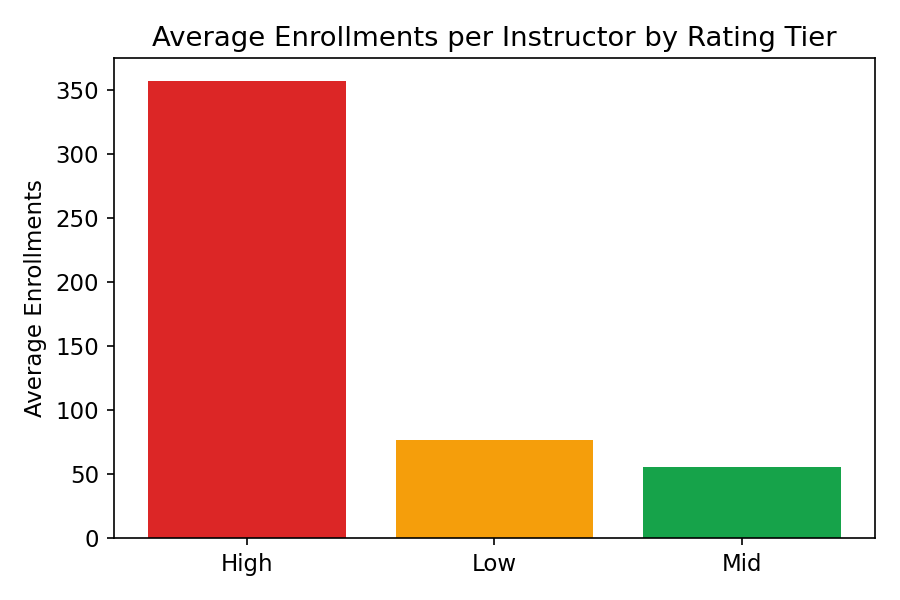 Average Enrollments per Instructor by Rating Tier
Average Enrollments
350
300
250
200
150
100
50
0
High
Low
Mid